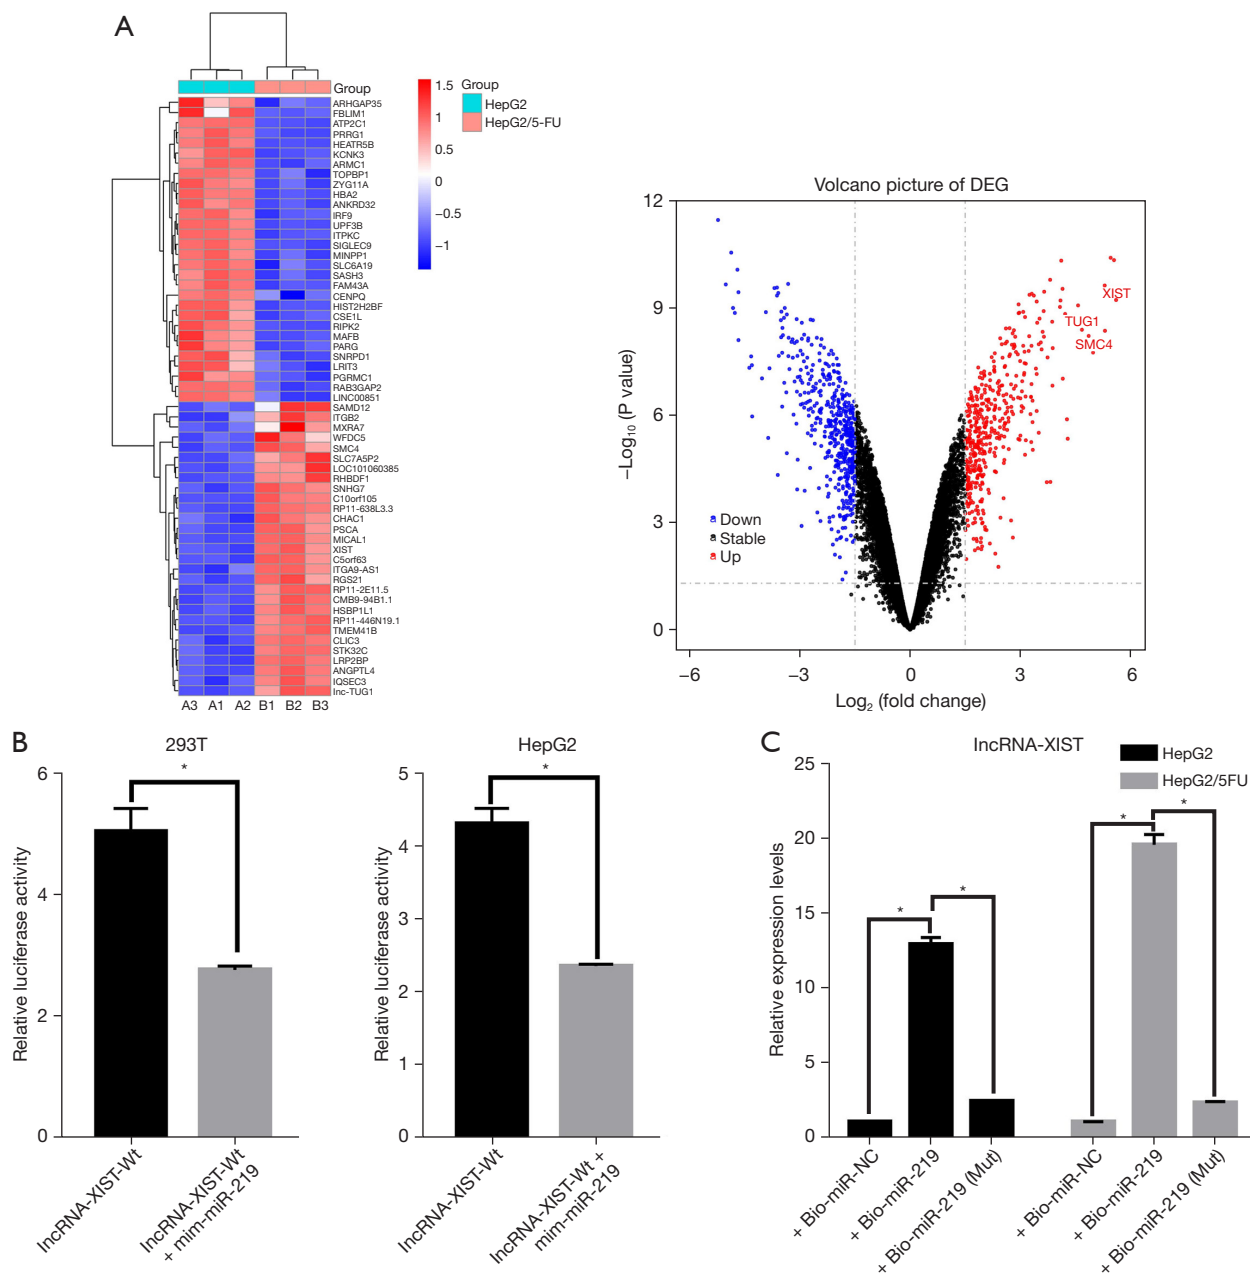 A
Group
ARHGAP35
FBLIM1
ATP2C1
PRRG1
HEATR5B
KCNK3
ARMC1
TOPBP1
ZYG11A
HBA2
ANKRD32
IRF9
UPF3B
ITPKC
SIGLEC9
MINPP1
SLC6A19
SASH3
FAM43A
CENPQ
HIST2H2BF
CSE1L
RIPK2
MAFB
PARG
SNRPD1
LRIT3
PGRMC1
RAB3GAP2
LINC00851
SAMD12
ITGB2
MXRA7
WFDC5
SMC4
SLC7A5P2
LOC101060385
RHBDF1
SNHG7
C10orf105
RP11-638L3.3
CHAC1
PSCA
MICAL1
XIST
C5orf63
ITGA9-AS1
RGS21
RP11-2E11.5
CMB9-94B1.1
HSBP1L1
RP11-446N19.1
TMEM41B
CLIC3
STK32C
LRP2BP
ANGPTL4
IQSEC3
lnc-TUG1
A3 A1 A2 B1 B2 B3
1.5
1
0.5
0
−0.5
−1
Group
HepG2
HepG2/5-FU
Volcano picture of DEG
−Log10 (P value)
12
9
6
3
0
XIST
TUG1
SMC4
Down
Stable
Up
−6 −3 0 3 6
Log2 (fold change)
B
293T
Relative luciferase activity
6
4
2
0
*
lncRNA-XIST-Wt
lncRNA-XIST-Wt
+ mim-miR-219
HepG2
Relative luciferase activity
5
4
3
2
1
0
*
lncRNA-XIST-Wt
lncRNA-XIST-Wt +
mim-miR-219
C
lncRNA-XIST
HepG2
HepG2/5FU
Relative expression levels
25
20
15
10
5
0
* * * *
+ Bio-miR-NC
+ Bio-miR-219
+ Bio-miR-219 (Mut)
+ Bio-miR-NC
+ Bio-miR-219
+ Bio-miR-219 (Mut)